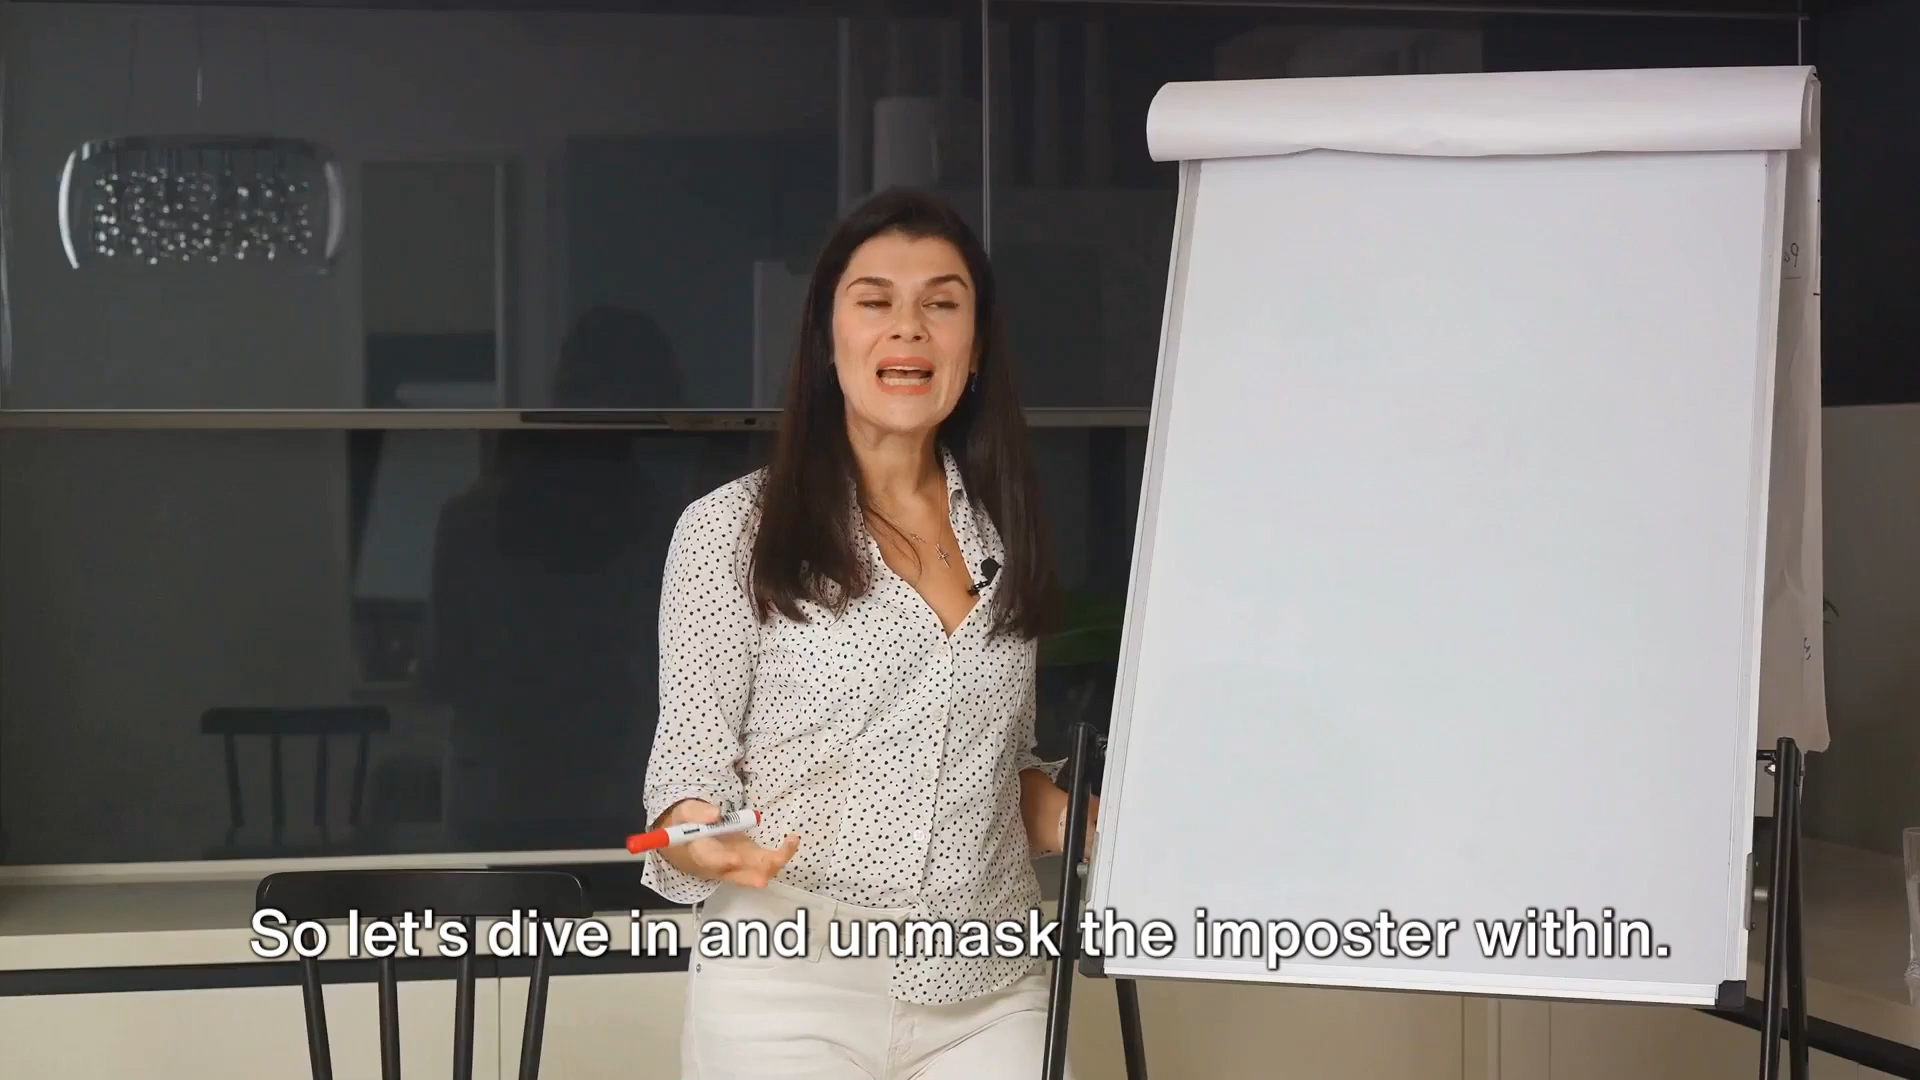 So let's dive in and unmask the imposter within.